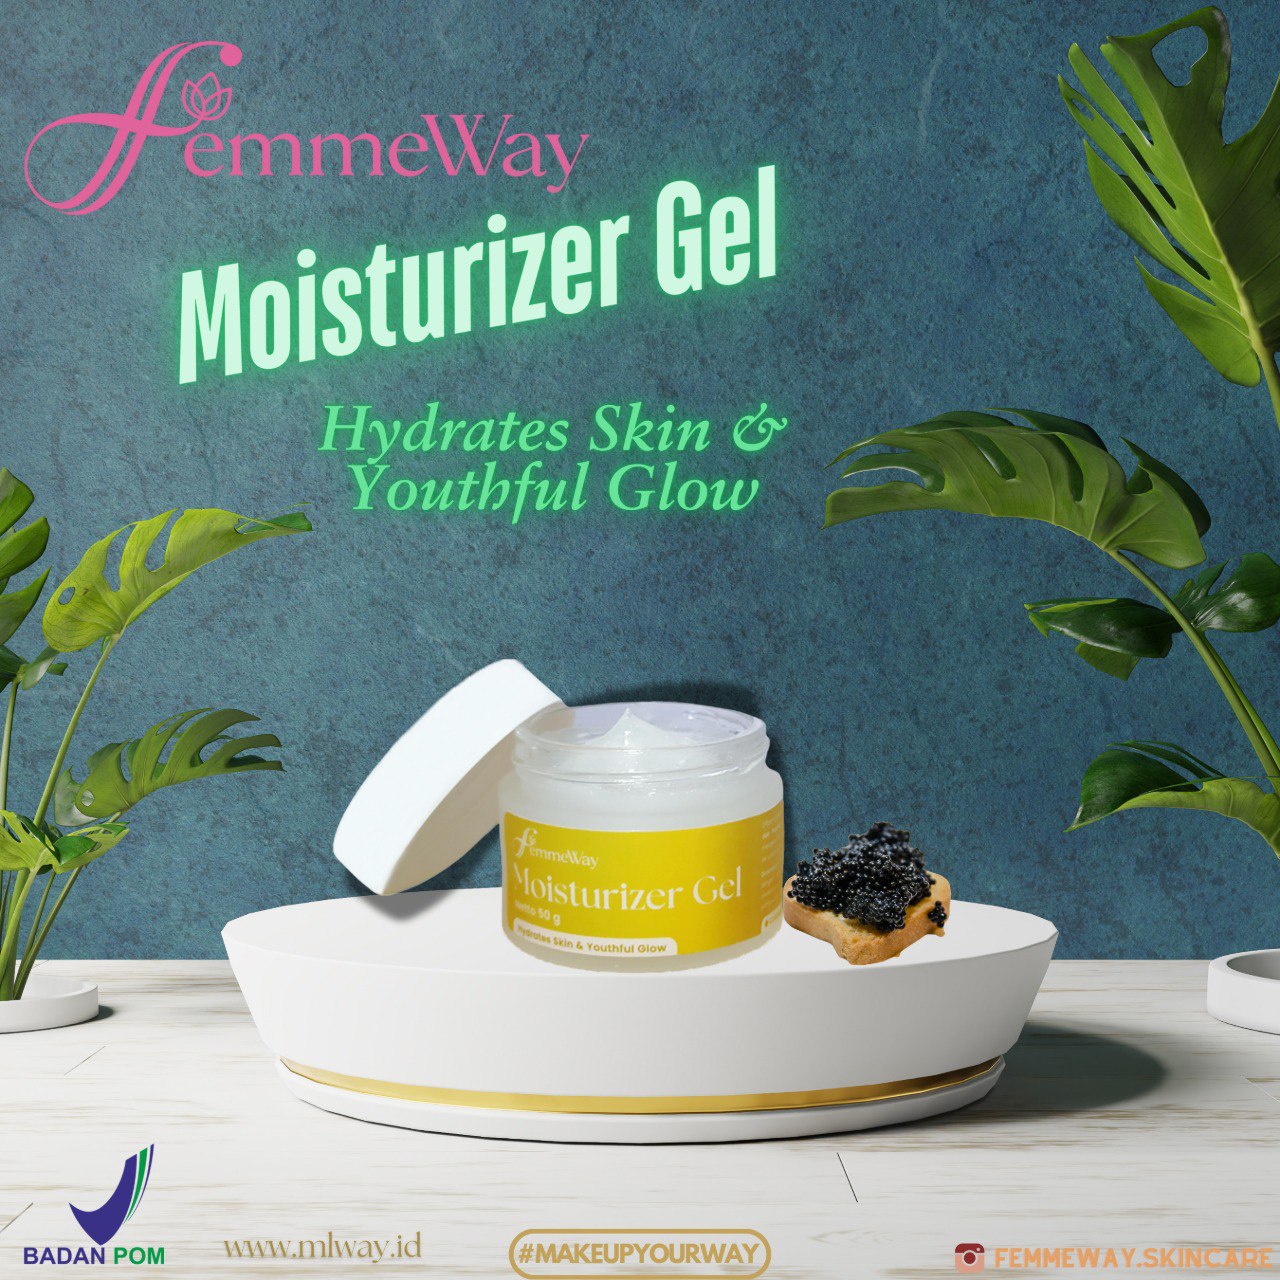 FemmeWay
Moisturizer Gel
Hydrates Skin &
Youthful Glow
FemmeWay
Moisturizer Gel
Netto 50 g
Hydrates Skin & Youthful Glow
BADAN POM
www.mlway.id
#MAKEUPYOURWAY
FEMMEWAY.SKINCARE